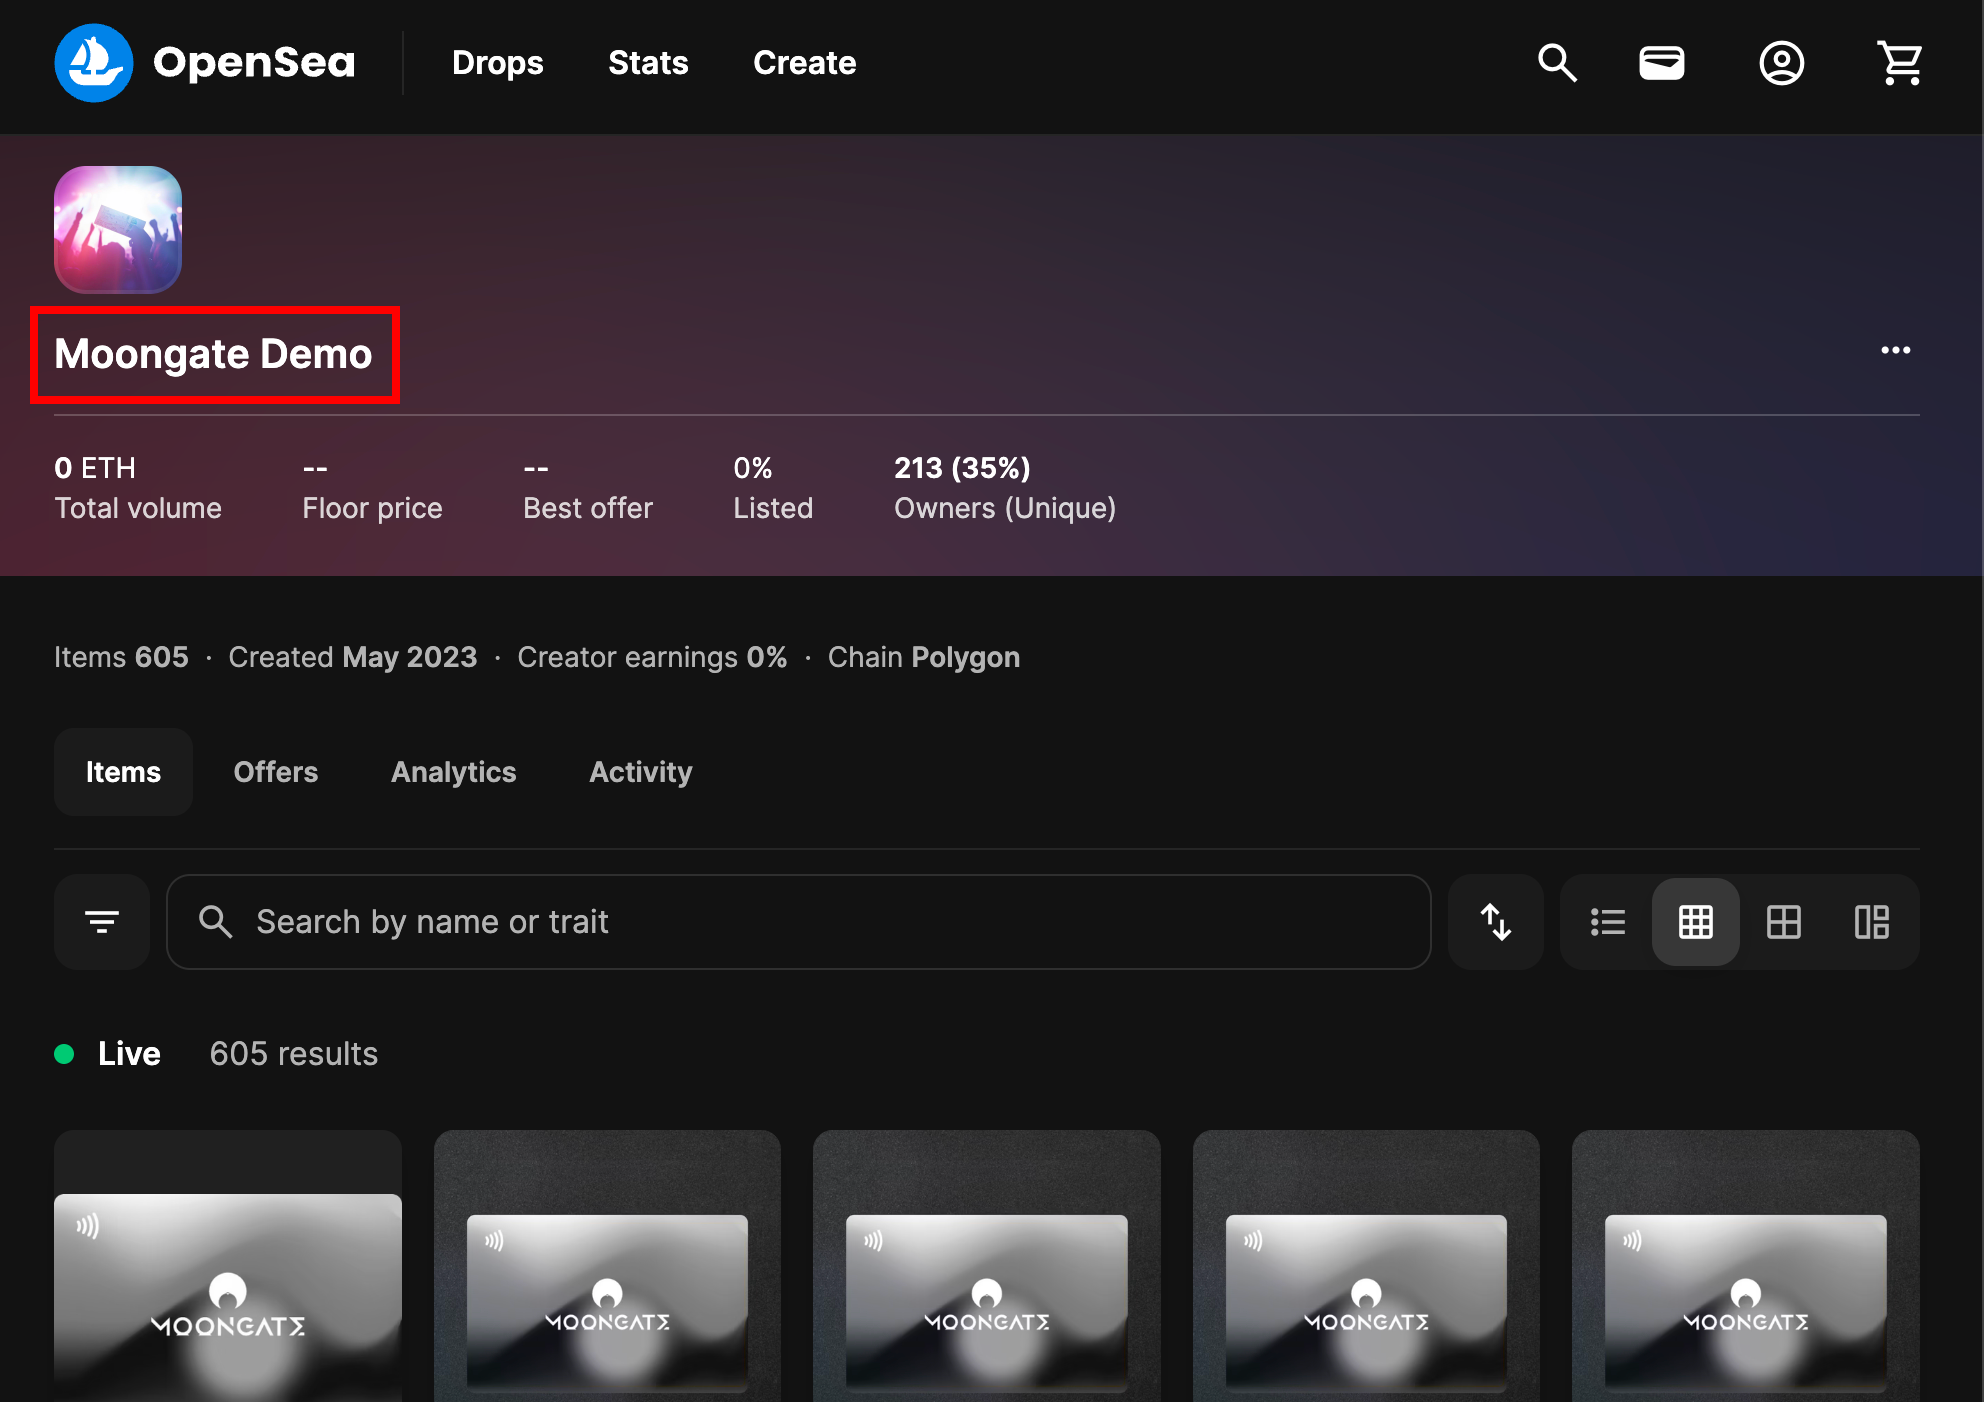 OpenSea Drops Stats Create
Moongate Demo
0 ETH -- -- 0% 213 (35%)
Total volume Floor price Best offer Listed Owners (Unique)
Items 605 · Created May 2023 · Creator earnings 0% · Chain Polygon
Items Offers Analytics Activity
Search by name or trait
Live 605 results
MOONGATE MOONGATE MOONGATE MOONGATE MOONGATE